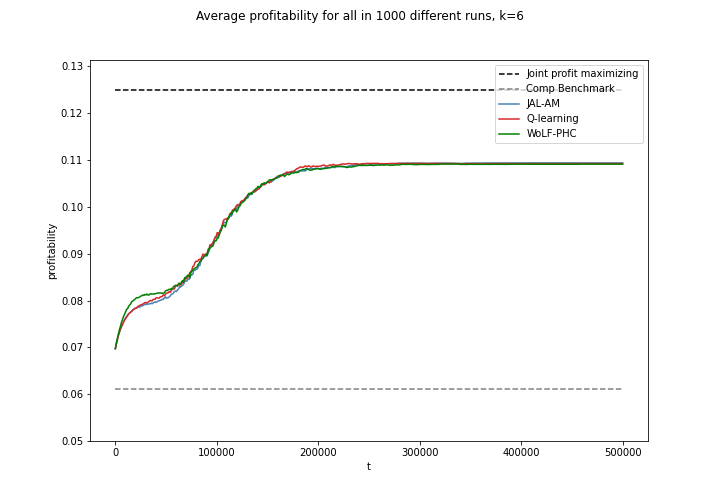 Average profitability for all in 1000 different runs, k=6
0.13
0.12
0.11
0.10
0.09
0.08
0.07
0.06
0.05
profitability
Joint profit maximizing
Comp Benchmark
JAL-AM
Q-learning
WoLF-PHC
0
100000
200000
300000
400000
500000
t